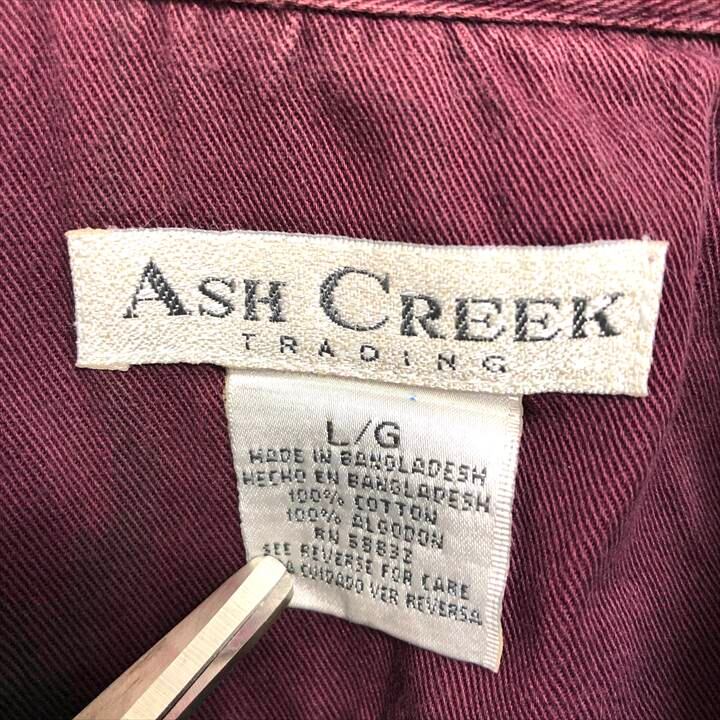 ASH CREEK
TRADING
L/G
MADE IN BANGLADESH
HECHO EN BANGLADESH
100% COTTON
100% ALGODON
RN 58832
SEE REVERSE FOR CARE
A CUIDADO VER REVERSA